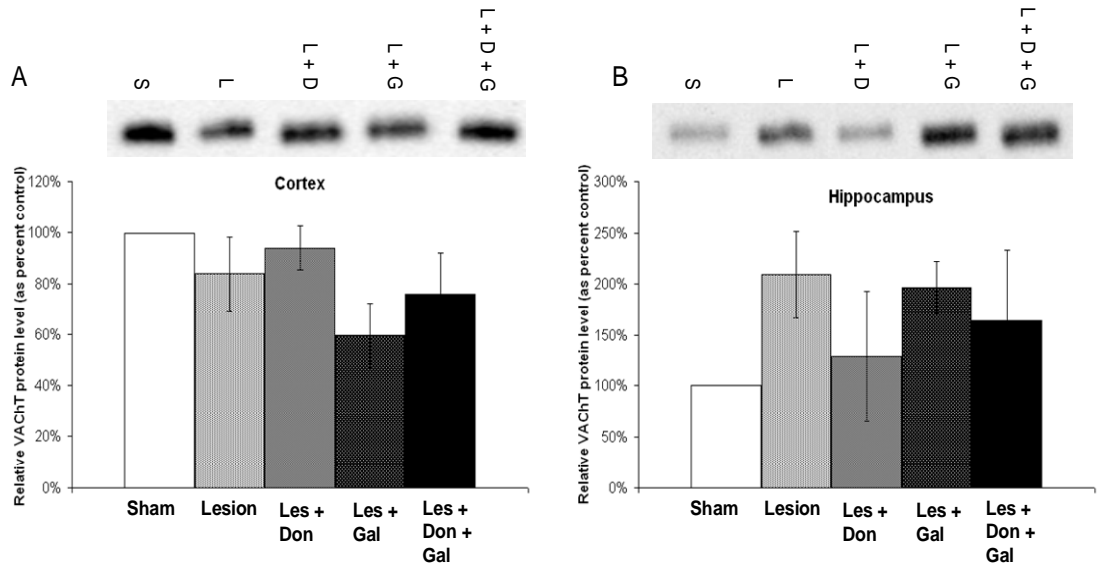 A
S
L
L + D
L + G
L + D + G
Cortex
Relative VAChT protein level (as percent control)
120%
100%
80%
60%
40%
20%
0%
Sham
Lesion
Les +
Don
Les +
Gal
Les +
Don +
Gal
B
S
L
L + D
L + G
L + D + G
Hippocampus
Relative VAChT protein level (as percent control)
300%
250%
200%
150%
100%
50%
0%
Sham
Lesion
Les +
Don
Les +
Gal
Les +
Don +
Gal